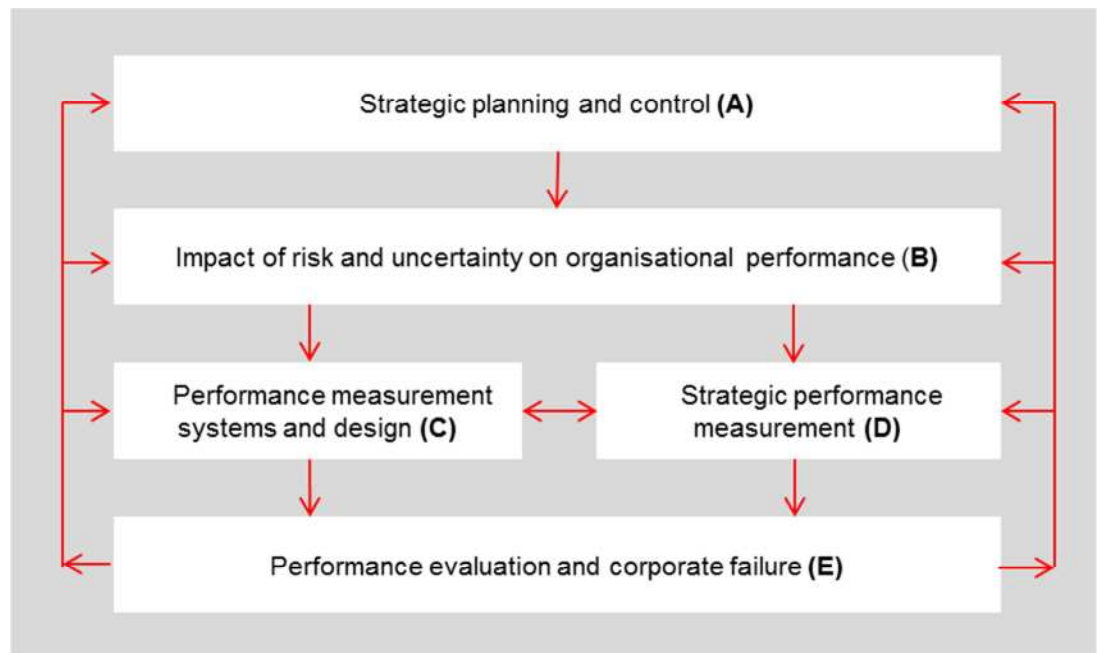 Strategic planning and control (A)
Impact of risk and uncertainty on organisational performance (B)
Performance measurement
systems and design (C)
Strategic performance
measurement (D)
Performance evaluation and corporate failure (E)